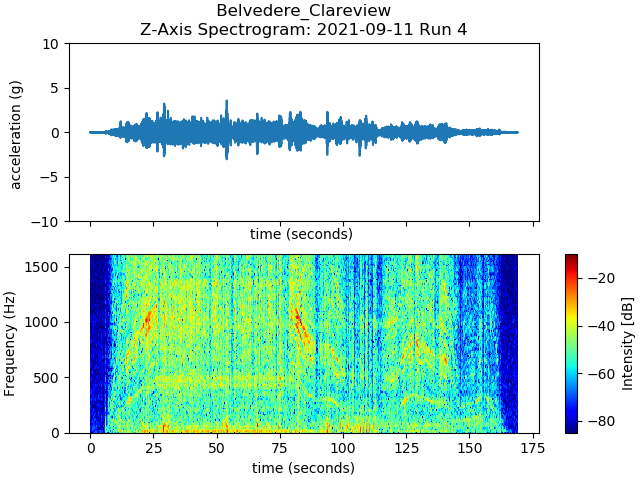 Belvedere_Clareview
Z-Axis Spectrogram: 2021-09-11 Run 4
10
5
0
−5
−10
acceleration (g)
time (seconds)
1500
1000
500
0
Frequency (Hz)
0 25 50 75 100 125 150 175
time (seconds)
−20
−40
−60
−80
Intensity [dB]